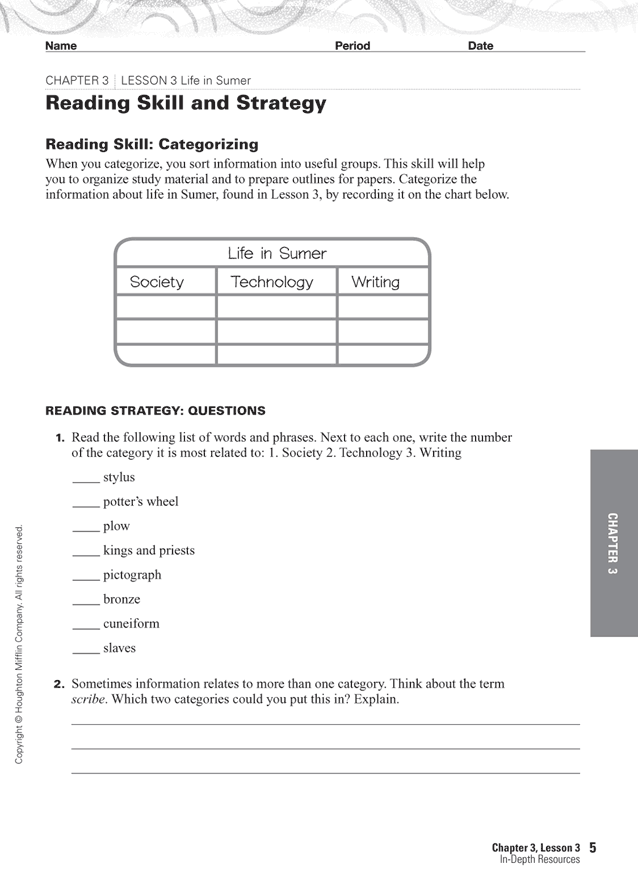 Name Period Date
CHAPTER 3 | LESSON 3 Life in Sumer
Reading Skill and Strategy
Reading Skill: Categorizing
When you categorize, you sort information into useful groups. This skill will help
you to organize study material and to prepare outlines for papers. Categorize the
information about life in Sumer, found in Lesson 3, by recording it on the chart below.
Life in Sumer
Society Technology Writing
READING STRATEGY: QUESTIONS
1. Read the following list of words and phrases. Next to each one, write the number
of the category it is most related to: 1. Society 2. Technology 3. Writing
____ stylus
____ potter’s wheel
____ plow
____ kings and priests
____ pictograph
____ bronze
____ cuneiform
____ slaves
2. Sometimes information relates to more than one category. Think about the term
scribe. Which two categories could you put this in? Explain.
CHAPTER 3
Copyright © Houghton Mifflin Company. All rights reserved.
Chapter 3, Lesson 3 5
In-Depth Resources